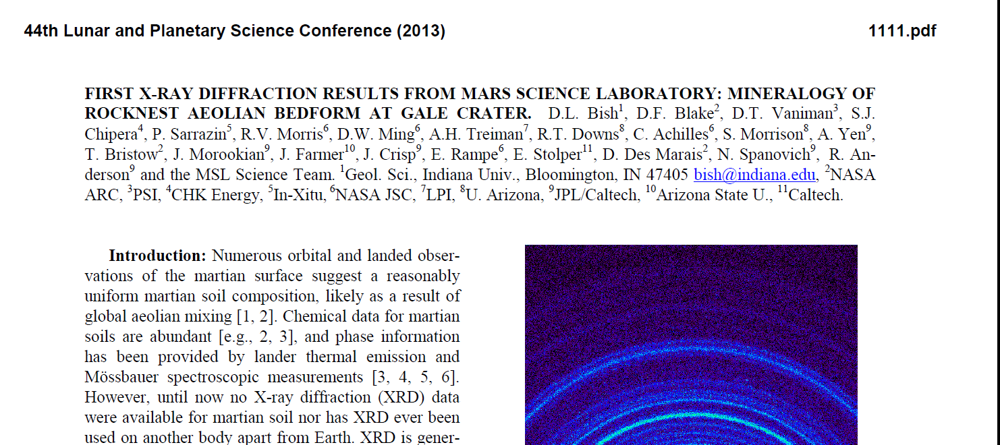 44th Lunar and Planetary Science Conference (2013)
1111.pdf
FIRST X-RAY DIFFRACTION RESULTS FROM MARS SCIENCE LABORATORY: MINERALOGY OF
ROCKNEST AEOLIAN BEDFORM AT GALE CRATER. D.L. Bish¹, D.F. Blake², D.T. Vaniman³, S.J.
Chipera⁴, P. Sarrazin⁵, R.V. Morris⁶, D.W. Ming⁶, A.H. Treiman⁷, R.T. Downs⁸, C. Achilles⁶, S. Morrison⁸, A. Yen⁹,
T. Bristow², J. Morookian⁹, J. Farmer¹⁰, J. Crisp⁹, E. Rampe⁶, E. Stolper¹¹, D. Des Marais², N. Spanovich⁹, R. An-
derson⁹ and the MSL Science Team. ¹Geol. Sci., Indiana Univ., Bloomington, IN 47405 bish@indiana.edu, ²NASA
ARC, ³PSI, ⁴CHK Energy, ⁵In-Xitu, ⁶NASA JSC, ⁷LPI, ⁸U. Arizona, ⁹JPL/Caltech, ¹⁰Arizona State U., ¹¹Caltech.
Introduction: Numerous orbital and landed obser-
vations of the martian surface suggest a reasonably
uniform martian soil composition, likely as a result of
global aeolian mixing [1, 2]. Chemical data for martian
soils are abundant [e.g., 2, 3], and phase information
has been provided by lander thermal emission and
Mössbauer spectroscopic measurements [3, 4, 5, 6].
However, until now no X-ray diffraction (XRD) data
were available for martian soil nor has XRD ever been
used on another body apart from Earth. XRD is gener-